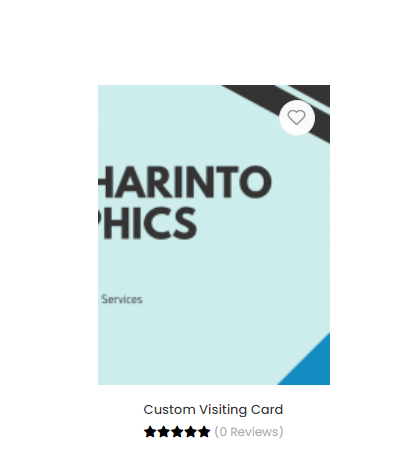 HARINTO
PHICS
Services
Custom Visiting Card
(0 Reviews)